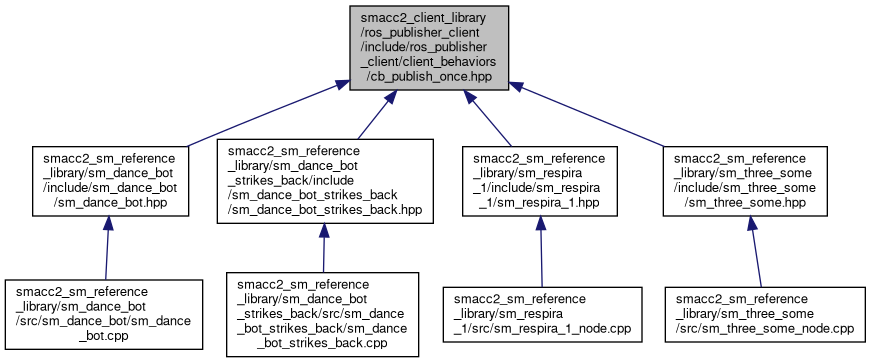 smacc2_client_library
/ros_publisher_client
/include/ros_publisher
_client/client_behaviors
/cb_publish_once.hpp
smacc2_sm_reference
_library/sm_dance_bot
/include/sm_dance_bot
/sm_dance_bot.hpp
smacc2_sm_reference
_library/sm_dance_bot
_strikes_back/include
/sm_dance_bot_strikes_back
/sm_dance_bot_strikes_back.hpp
smacc2_sm_reference
_library/sm_respira
_1/include/sm_respira
_1/sm_respira_1.hpp
smacc2_sm_reference
_library/sm_three_some
/include/sm_three_some
/sm_three_some.hpp
smacc2_sm_reference
_library/sm_dance_bot
/src/sm_dance_bot/sm_dance
_bot.cpp
smacc2_sm_reference
_library/sm_dance_bot
_strikes_back/src/sm_dance
_bot_strikes_back/sm_dance
_bot_strikes_back.cpp
smacc2_sm_reference
_library/sm_respira
_1/src/sm_respira_1_node.cpp
smacc2_sm_reference
_library/sm_three_some
/src/sm_three_some_node.cpp